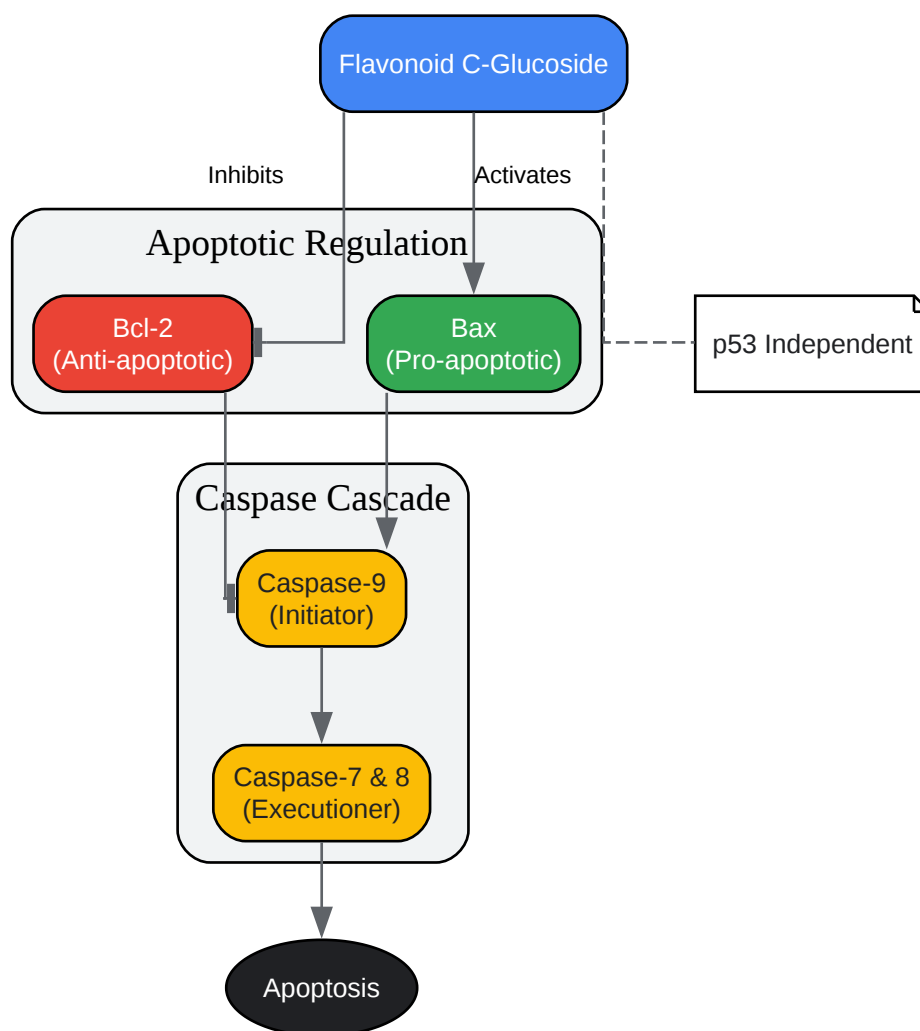 Flavonoid C-Glucoside
Inhibits
Activates
Apoptotic Regulation
Bcl-2
(Anti-apoptotic)
Bax
(Pro-apoptotic)
p53 Independent
Caspase Cascade
Caspase-9
(Initiator)
Caspase-7 & 8
(Executioner)
Apoptosis